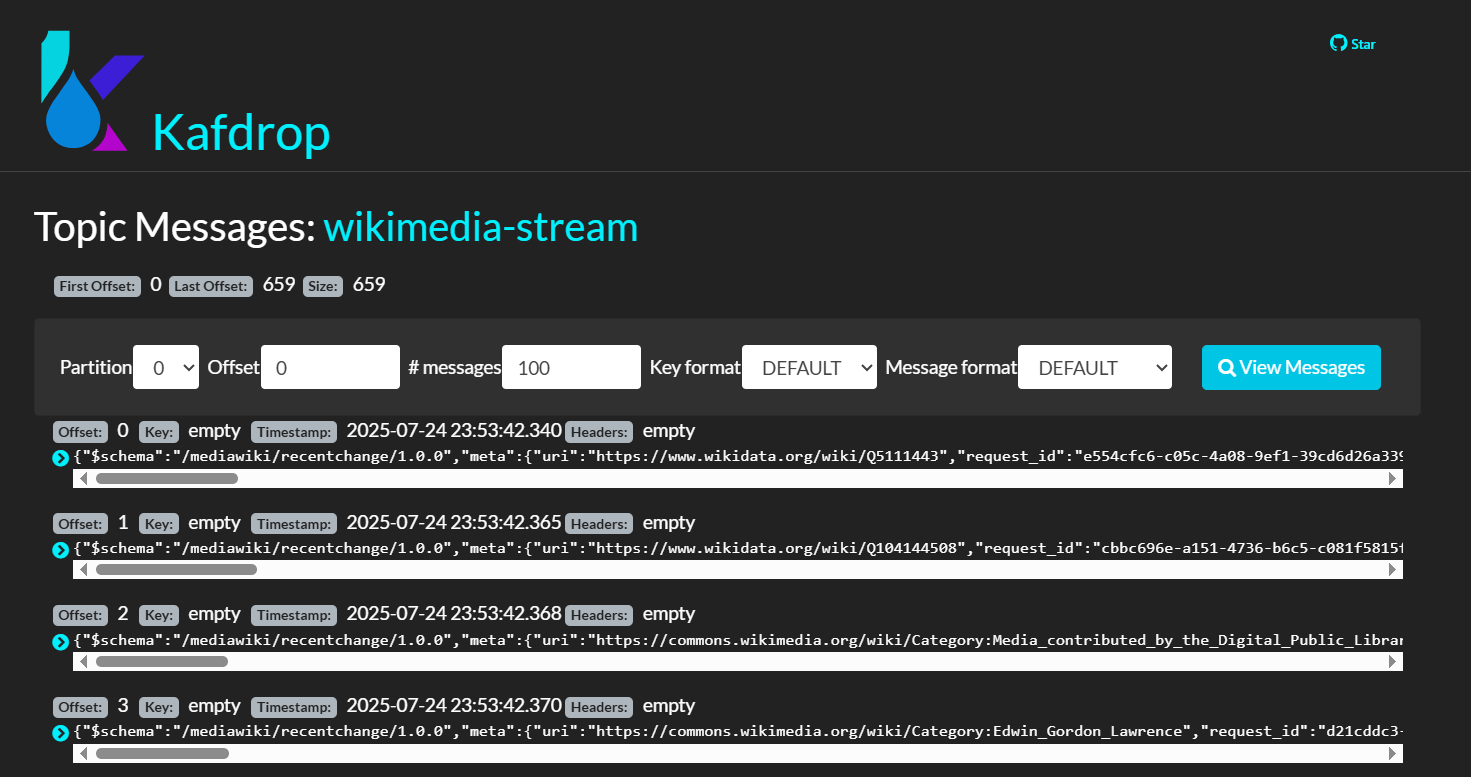 Star
Kafdrop
Topic Messages: wikimedia-stream
First Offset: 0 Last Offset: 659 Size: 659
Partition 0 Offset 0 # messages 100 Key format DEFAULT Message format DEFAULT View Messages
Offset: 0 Key: empty Timestamp: 2025-07-24 23:53:42.340 Headers: empty
{"$schema":"/mediawiki/recentchange/1.0.0","meta":{"uri":"https://www.wikidata.org/wiki/Q5111443","request_id":"e554cfc6-c05c-4a08-9ef1-39cd6d26a339
Offset: 1 Key: empty Timestamp: 2025-07-24 23:53:42.365 Headers: empty
{"$schema":"/mediawiki/recentchange/1.0.0","meta":{"uri":"https://www.wikidata.org/wiki/Q104144508","request_id":"cbbc696e-a151-4736-b6c5-c081f5815f
Offset: 2 Key: empty Timestamp: 2025-07-24 23:53:42.368 Headers: empty
{"$schema":"/mediawiki/recentchange/1.0.0","meta":{"uri":"https://commons.wikimedia.org/wiki/Category:Media_contributed_by_the_Digital_Public_Librar
Offset: 3 Key: empty Timestamp: 2025-07-24 23:53:42.370 Headers: empty
{"$schema":"/mediawiki/recentchange/1.0.0","meta":{"uri":"https://commons.wikimedia.org/wiki/Category:Edwin_Gordon_Lawrence","request_id":"d21cddc3-